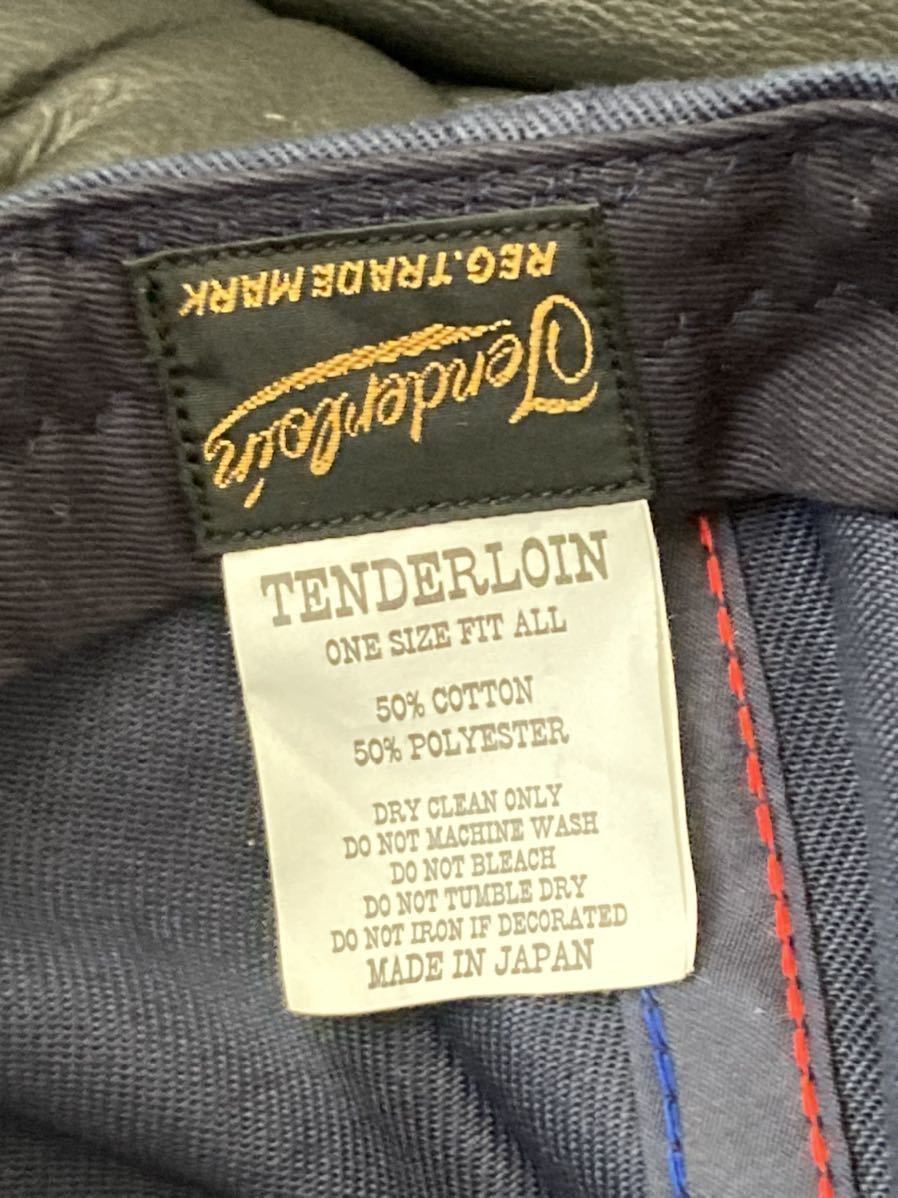 Tenderloin
REG. TRADE MARK
TENDERLOIN
ONE SIZE FIT ALL
50% COTTON
50% POLYESTER
DRY CLEAN ONLY
DO NOT MACHINE WASH
DO NOT BLEACH
DO NOT TUMBLE DRY
DO NOT IRON IF DECORATED
MADE IN JAPAN